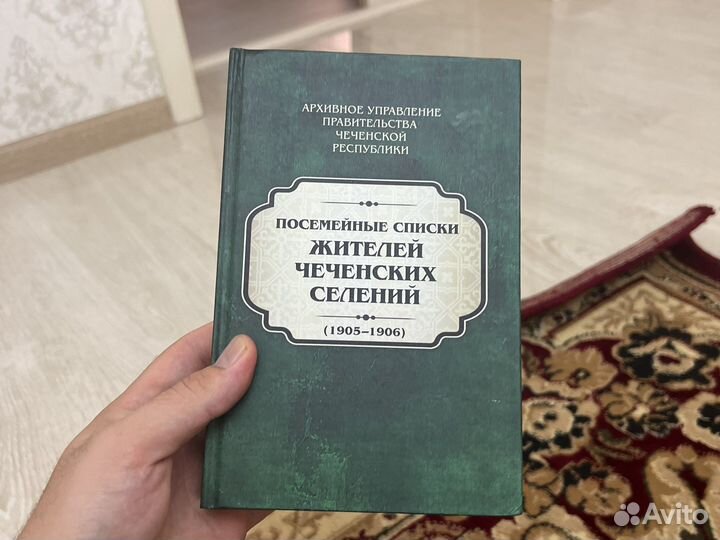 АРХИВНОЕ УПРАВЛЕНИЕ
ПРАВИТЕЛЬСТВА
ЧЕЧЕНСКОЙ
РЕСПУБЛИКИ
ПОСЕМЕЙНЫЕ СПИСКИ
ЖИТЕЛЕЙ
ЧЕЧЕНСКИХ
СЕЛЕНИЙ
(1905–1906)
Avito